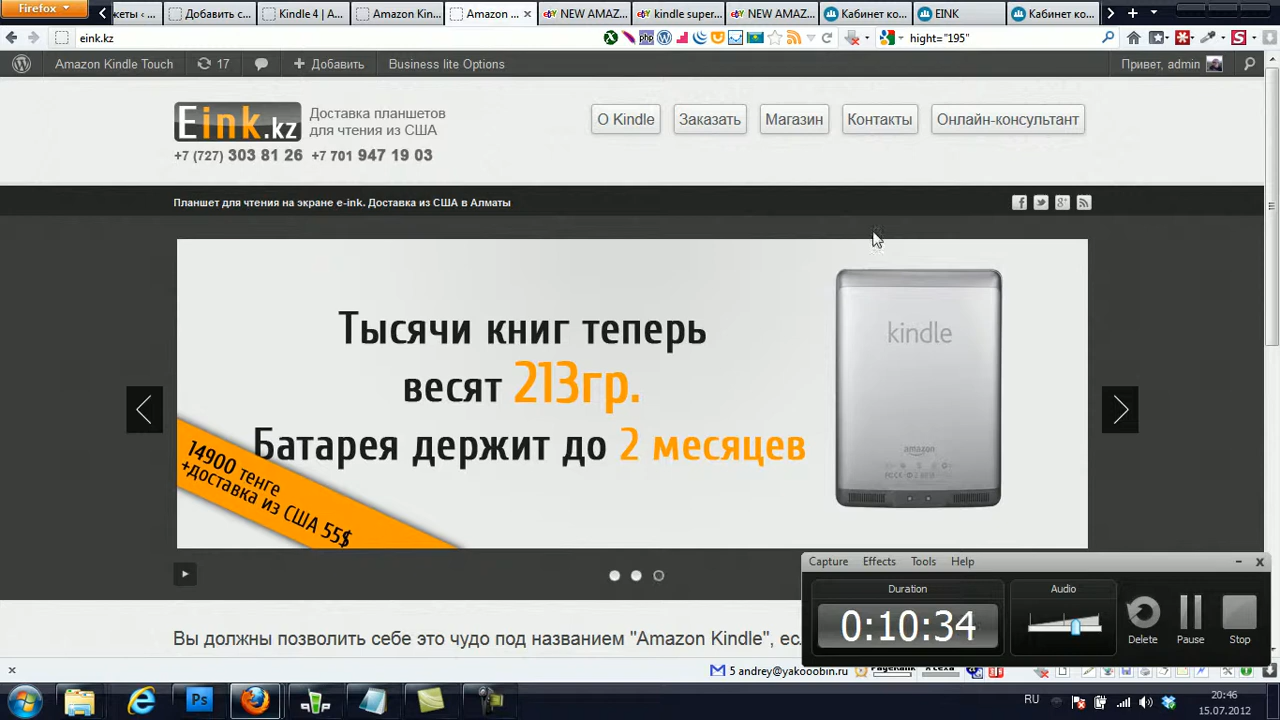 Firefox
жеты ‹ ...
Добавить с...
Kindle 4 | A...
Amazon Kin...
Amazon ...
NEW AMAZ...
kindle super...
NEW AMAZ...
Кабинет ко...
EINK
Кабинет ко...
eink.kz
hight="195"
Amazon Kindle Touch
17
Добавить
Business lite Options
Привет, admin
Eink.kz
Доставка планшетов
для чтения из США
+7 (727) 303 81 26 +7 701 947 19 03
О Kindle
Заказать
Магазин
Контакты
Онлайн-консультант
Планшет для чтения на экране e-ink. Доставка из США в Алматы
Тысячи книг теперь
весят 213гр.
Батарея держит до 2 месяцев
14900 тенге
+доставка из США 55$
kindle
amazon
Capture Effects Tools Help
Duration
Audio
0:10:34
Delete
Pause
Stop
Вы должны позволить себе это чудо под названием "Amazon Kindle", ес
5 andrey@yakooobin.ru
RU
20:46
15.07.2012